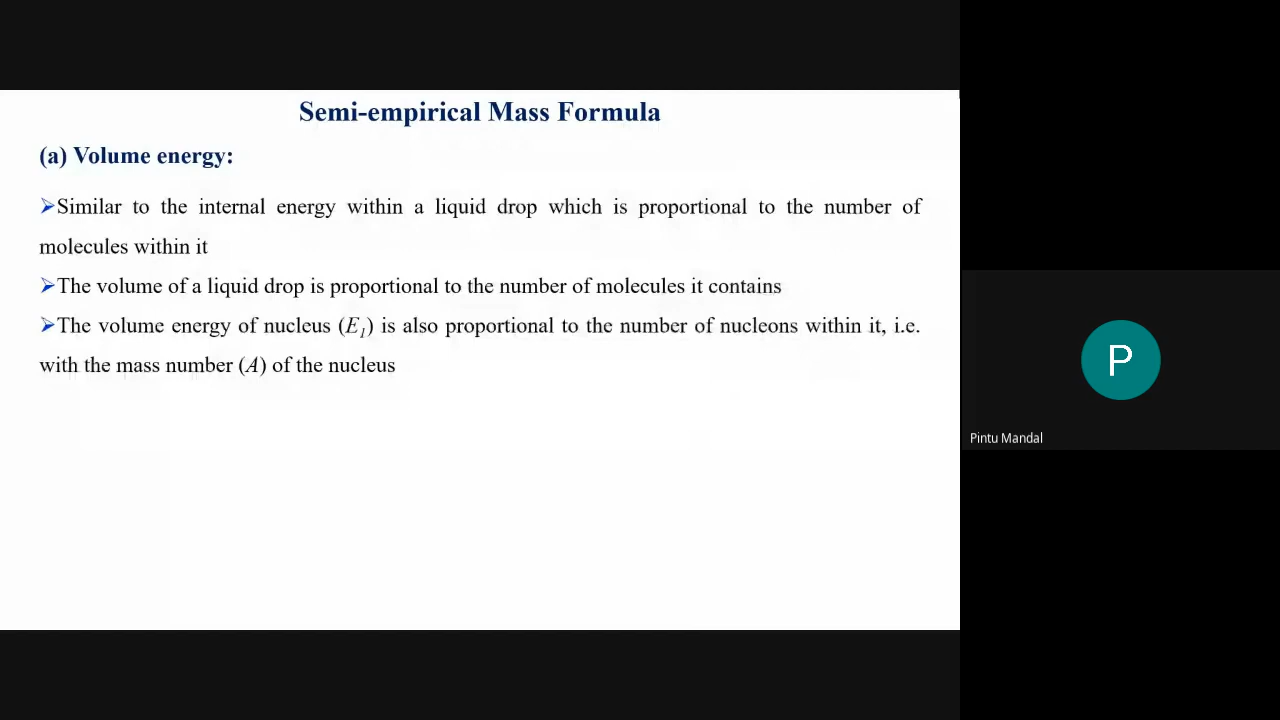 Semi-empirical Mass Formula
(a) Volume energy:
➢Similar to the internal energy within a liquid drop which is proportional to the number of
molecules within it
➢The volume of a liquid drop is proportional to the number of molecules it contains
➢The volume energy of nucleus (E₁) is also proportional to the number of nucleons within it, i.e.
with the mass number (A) of the nucleus
P
Pintu Mandal